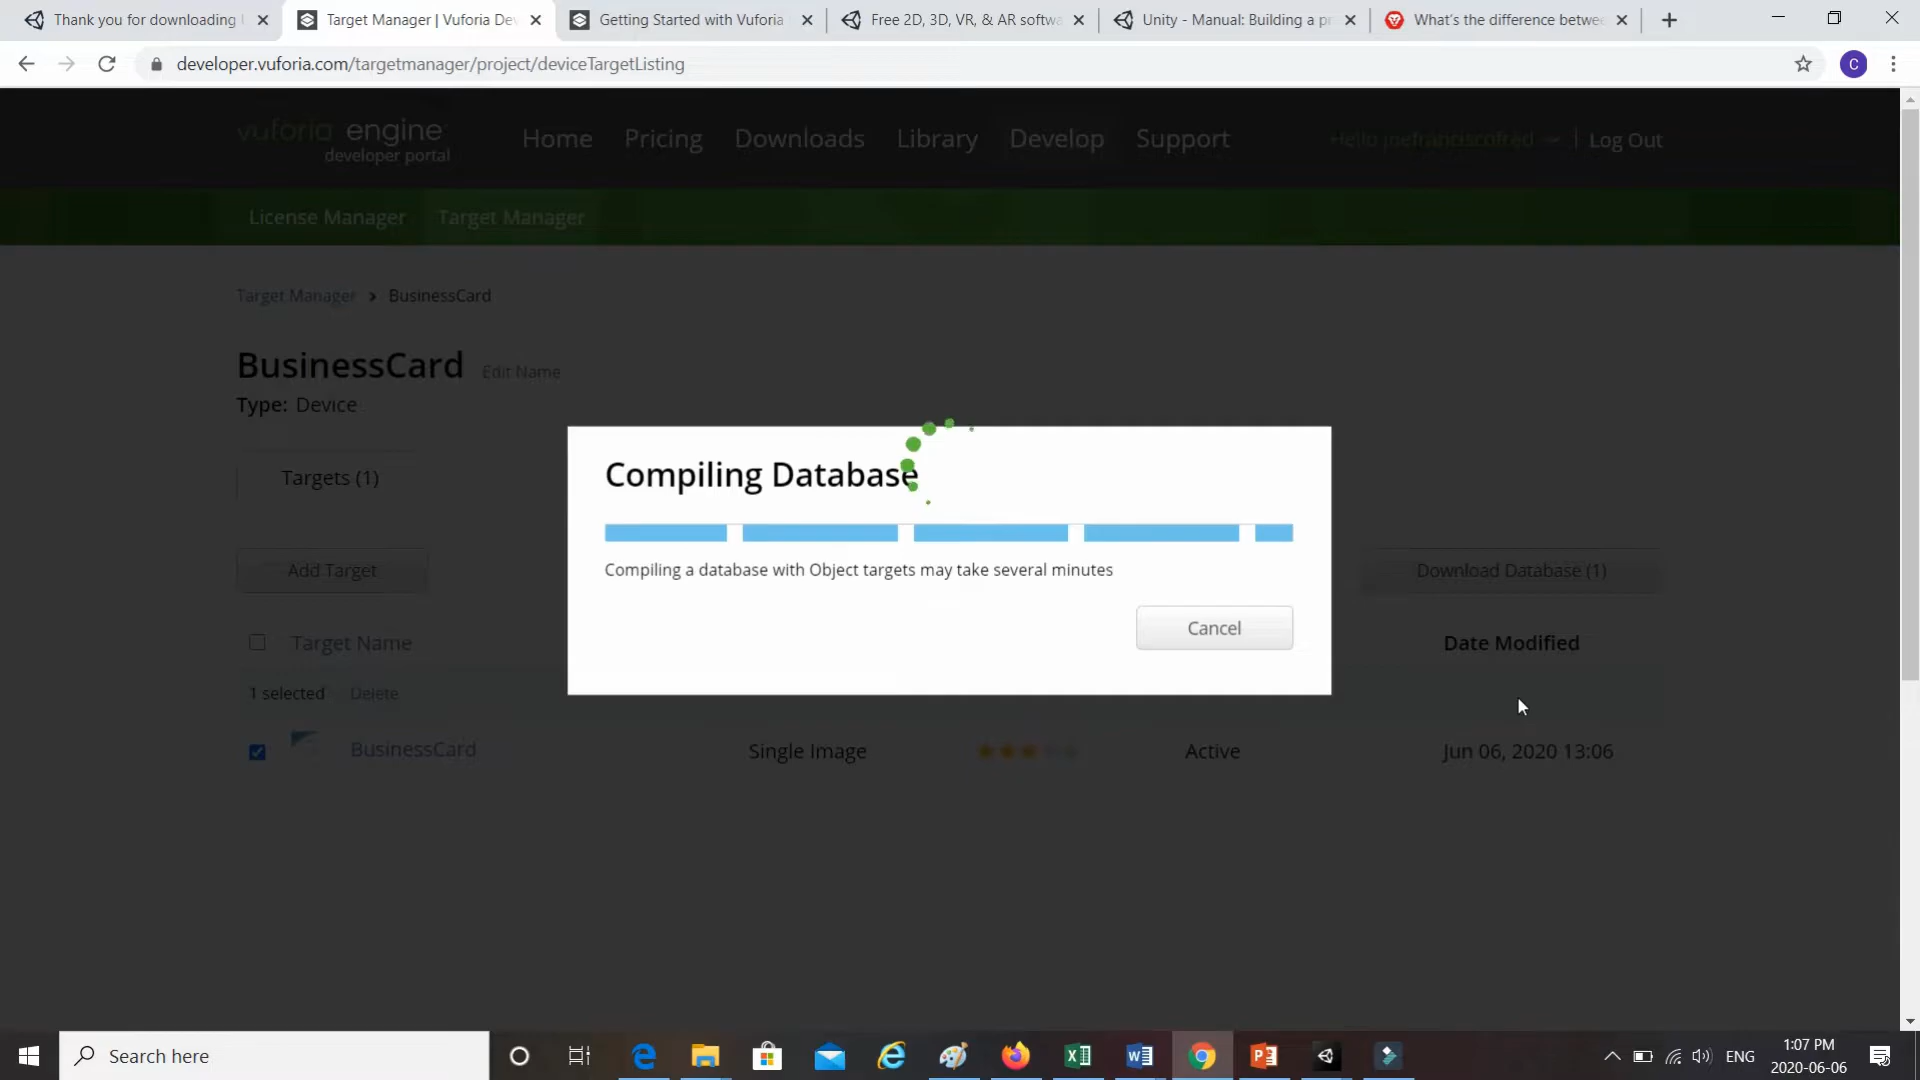 Thank you for downloading
Target Manager | Vuforia Dev
Getting Started with Vuforia
Free 2D, 3D, VR, & AR softwa
Unity - Manual: Building a p
What's the difference betwee
developer.vuforia.com/targetmanager/project/deviceTargetListing
C
vuforia engine
developer portal
Home
Pricing
Downloads
Library
Develop
Support
Hello joefranciscofred
Log Out
License Manager
Target Manager
Target Manager > BusinessCard
BusinessCard Edit Name
Type: Device
Targets (1)
Compiling Database
Compiling a database with Object targets may take several minutes
Cancel
Add Target
Download Database (1)
Target Name
Date Modified
1 selected Delete
BusinessCard
Single Image
Active
Jun 06, 2020 13:06
Search here
ENG
1:07 PM
2020-06-06